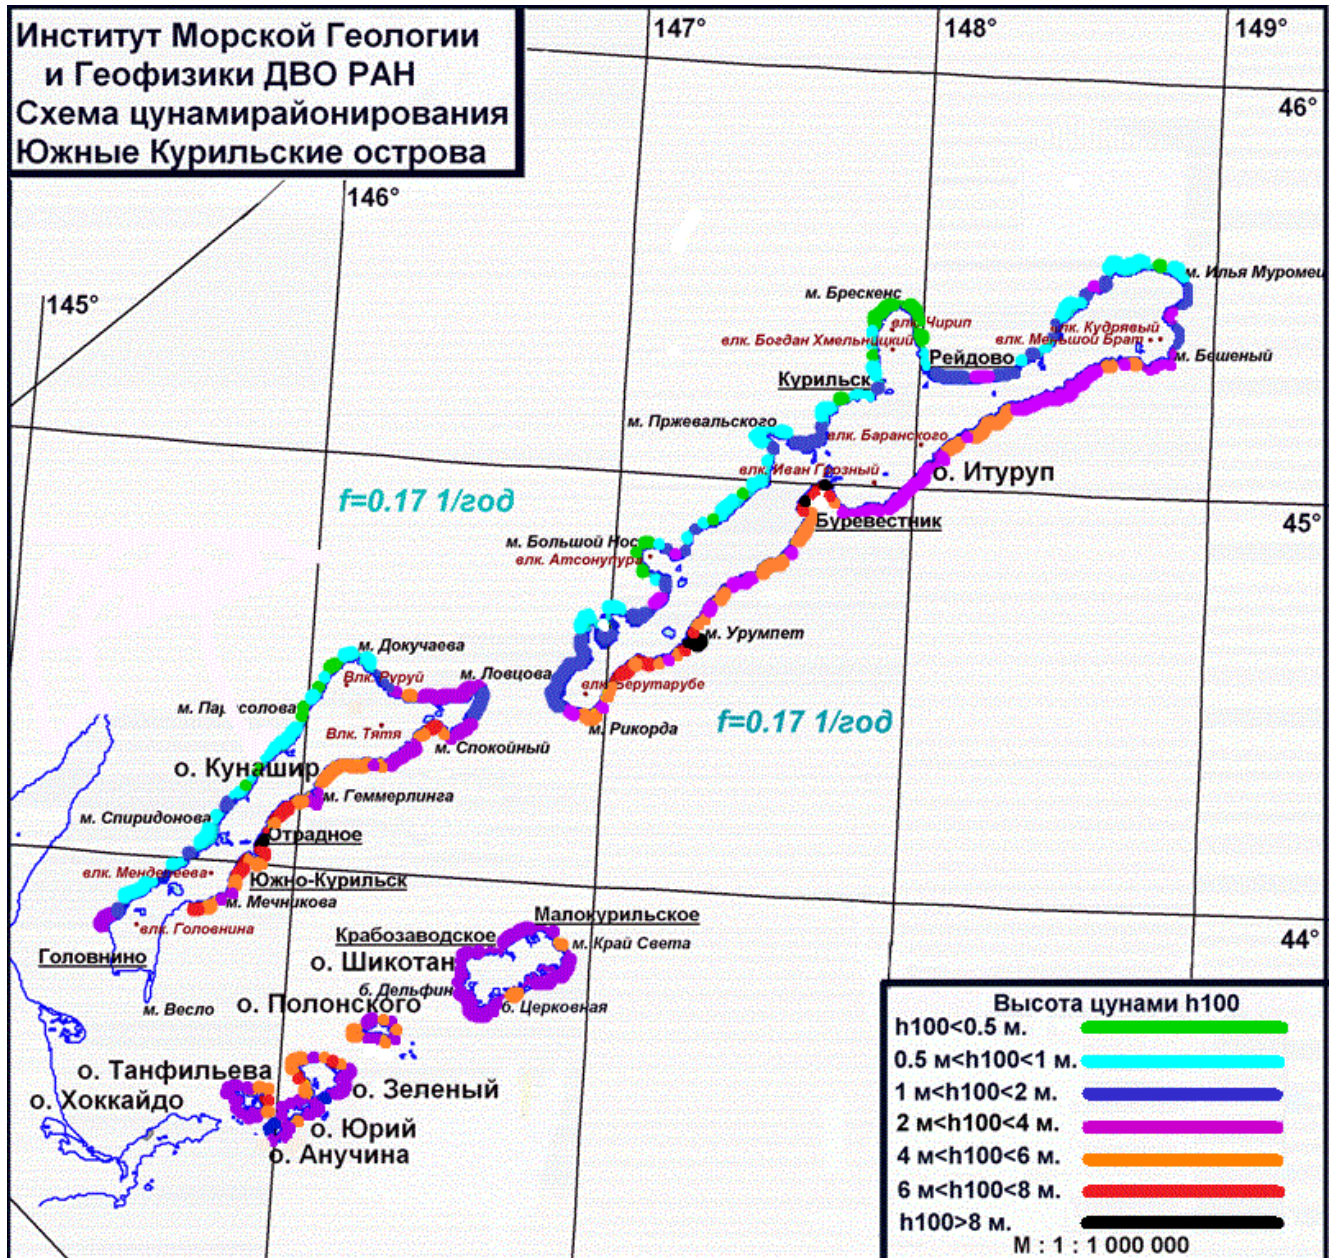 Институт Морской Геологии
и Геофизики ДВО РАН
Схема цунамирайонирования
Южные Курильские острова
147°
148°
149°
46°
146°
145°
м. Илья Муромец
м. Брескенс
влк. Чирип
влк. Богдан Хмельницкий
влк. Кудрявый
влк. Меньшой Брат
Рейдово
м. Бешеный
Курильск
м. Пржевальского
влк. Баранского
влк. Иван Грозный
о. Итуруп
f=0.17 1/год
Буревестник
45°
м. Большой Нос
влк. Атсонупура
м. Урумпет
м. Докучаева
м. Ловцова
Влк. Руруй
влк. Берутарубе
м. Рикорда
f=0.17 1/год
Влк. Тятя
м. Спокойный
о. Кунашир
м. Геммерлинга
м. Спиридонова
Отрадное
влк. Менделеева
Южно-Курильск
м. Мечникова
влк. Головнина
Головнино
Малокурильское
Крабозаводское
м. Край Света
44°
о. Шикотан
б. Дельфин
б. Церковная
м. Весло
о. Полонского
о. Танфильева
о. Зеленый
о. Хоккайдо
о. Юрий
о. Анучина
Высота цунами h100
h100<0.5 м.
0.5 м<h100<1 м.
1 м<h100<2 м.
2 м<h100<4 м.
4 м<h100<6 м.
6 м<h100<8 м.
h100>8 м.
М : 1 : 1 000 000